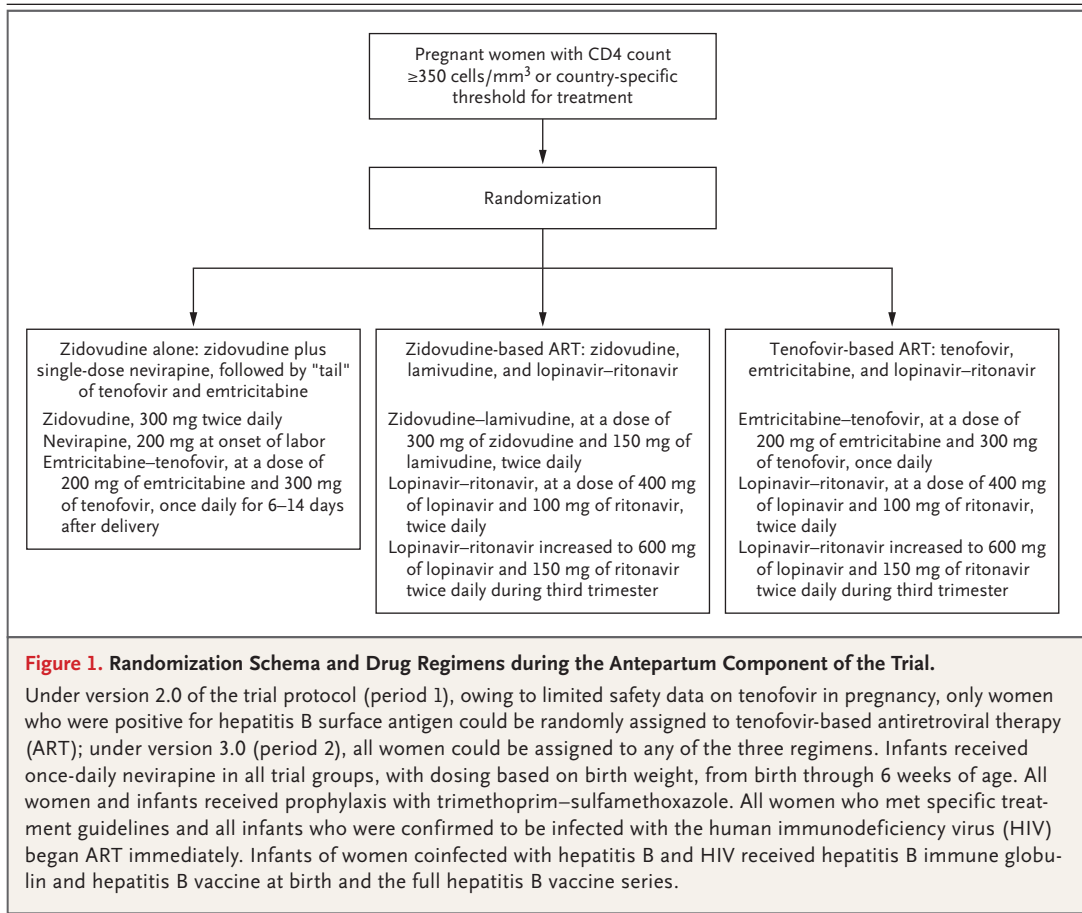 Pregnant women with CD4 count
≥350 cells/mm³ or country-specific
threshold for treatment
Randomization
Zidovudine alone: zidovudine plus
single-dose nevirapine, followed by "tail"
of tenofovir and emtricitabine
Zidovudine, 300 mg twice daily
Nevirapine, 200 mg at onset of labor
Emtricitabine–tenofovir, at a dose of
200 mg of emtricitabine and 300 mg
of tenofovir, once daily for 6–14 days
after delivery
Zidovudine-based ART: zidovudine,
lamivudine, and lopinavir–ritonavir
Zidovudine–lamivudine, at a dose of
300 mg of zidovudine and 150 mg of
lamivudine, twice daily
Lopinavir–ritonavir, at a dose of 400 mg
of lopinavir and 100 mg of ritonavir,
twice daily
Lopinavir–ritonavir increased to 600 mg
of lopinavir and 150 mg of ritonavir
twice daily during third trimester
Tenofovir-based ART: tenofovir,
emtricitabine, and lopinavir–ritonavir
Emtricitabine–tenofovir, at a dose of
200 mg of emtricitabine and 300 mg
of tenofovir, once daily
Lopinavir–ritonavir, at a dose of 400 mg
of lopinavir and 100 mg of ritonavir,
twice daily
Lopinavir–ritonavir increased to 600 mg
of lopinavir and 150 mg of ritonavir
twice daily during third trimester
Figure 1. Randomization Schema and Drug Regimens during the Antepartum Component of the Trial.
Under version 2.0 of the trial protocol (period 1), owing to limited safety data on tenofovir in pregnancy, only women
who were positive for hepatitis B surface antigen could be randomly assigned to tenofovir-based antiretroviral therapy
(ART); under version 3.0 (period 2), all women could be assigned to any of the three regimens. Infants received
once-daily nevirapine in all trial groups, with dosing based on birth weight, from birth through 6 weeks of age. All
women and infants received prophylaxis with trimethoprim–sulfamethoxazole. All women who met specific treat-
ment guidelines and all infants who were confirmed to be infected with the human immunodeficiency virus (HIV)
began ART immediately. Infants of women coinfected with hepatitis B and HIV received hepatitis B immune globu-
lin and hepatitis B vaccine at birth and the full hepatitis B vaccine series.